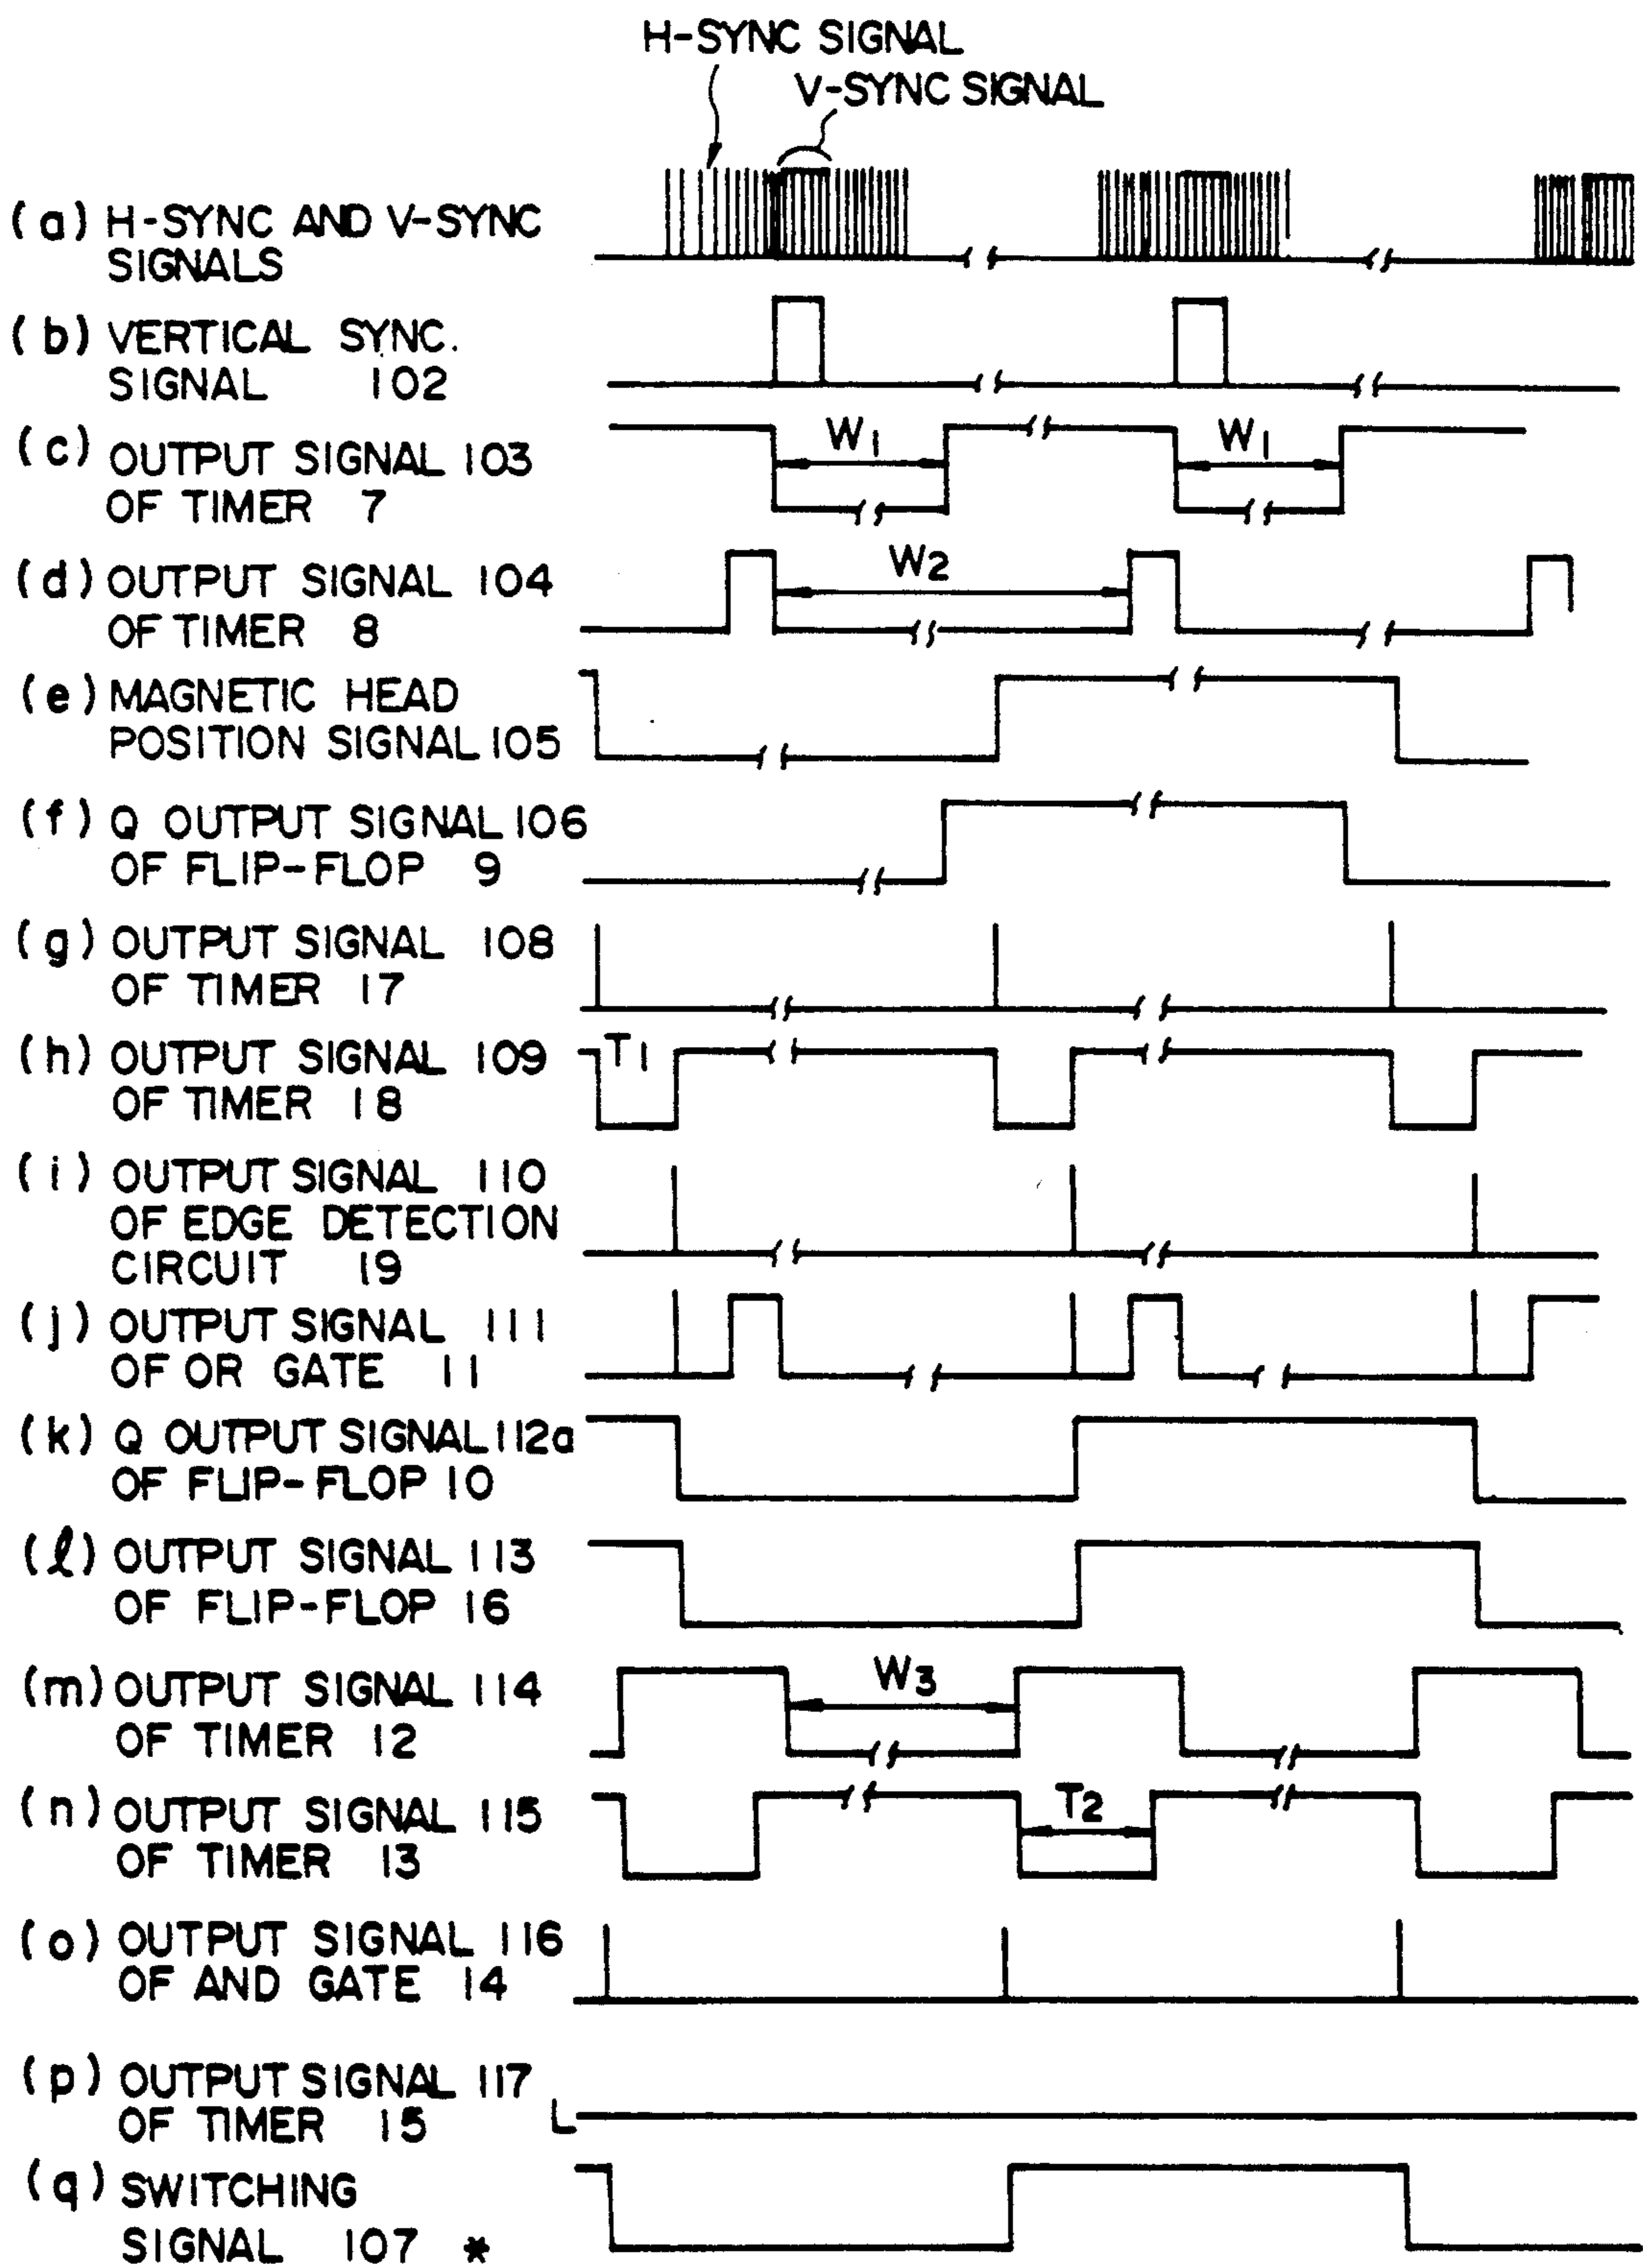 H-SYNC SIGNAL
V-SYNC SIGNAL
(a) H-SYNC AND V-SYNC
SIGNALS
(b) VERTICAL SYNC.
SIGNAL 102
(c) OUTPUT SIGNAL 103
OF TIMER 7
W1
W1
(d) OUTPUT SIGNAL 104
OF TIMER 8
W2
(e) MAGNETIC HEAD
POSITION SIGNAL 105
(f) Q OUTPUT SIGNAL 106
OF FLIP-FLOP 9
(g) OUTPUT SIGNAL 108
OF TIMER 17
(h) OUTPUT SIGNAL 109
OF TIMER 18
T1
(i) OUTPUT SIGNAL 110
OF EDGE DETECTION
CIRCUIT 19
(j) OUTPUT SIGNAL 111
OF OR GATE 11
(k) Q OUTPUT SIGNAL 112a
OF FLIP-FLOP 10
(l) OUTPUT SIGNAL 113
OF FLIP-FLOP 16
(m) OUTPUT SIGNAL 114
OF TIMER 12
W3
(n) OUTPUT SIGNAL 115
OF TIMER 13
T2
(o) OUTPUT SIGNAL 116
OF AND GATE 14
(p) OUTPUT SIGNAL 117
OF TIMER 15
L
(q) SWITCHING
SIGNAL 107 *